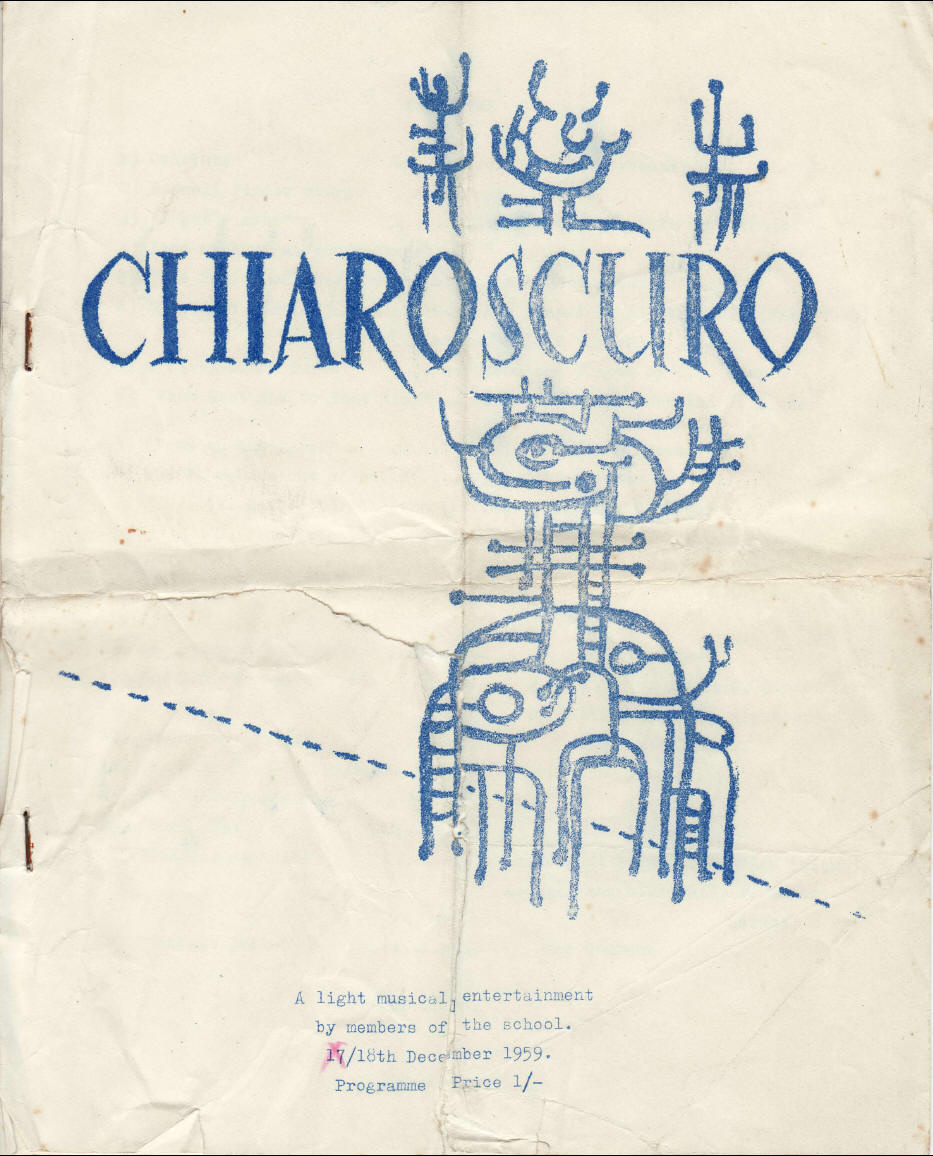 CHIAROSCURO
A light musical entertainment
by members of the school.
17/18th December 1959.
Programme Price 1/-